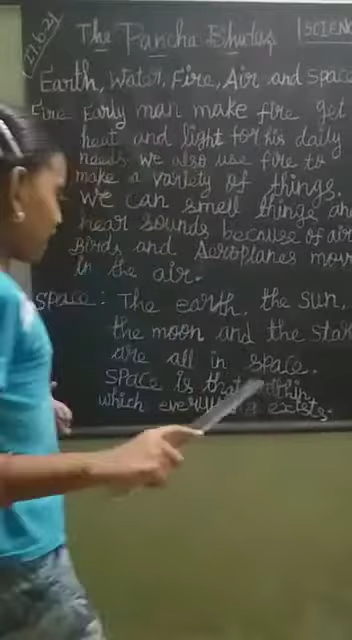 27.6.24
The Pancha Bhutas
SCIEN
Earth, Water, Fire, Air and Space
Fire Early man make fire get
heat and light for his daily
needs. we also use fire to
make a variety of things.
we can smell things an
hear sounds because of air
Birds and Aeroplanes mov
in the air.
Space: The earth, the sun,
the moon and the star
are all in space.
Space is that
which exists.